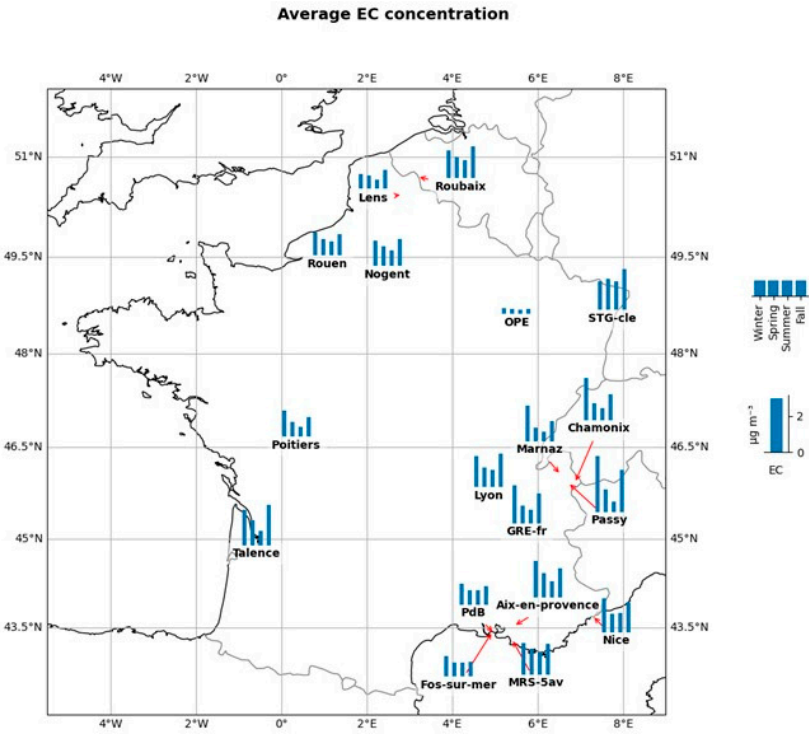 Average EC concentration
4°W 2°W 0° 2°E 4°E 6°E 8°E
51°N 51°N
Roubaix
Lens
49.5°N 49.5°N
Rouen
Nogent
STG-cle
OPE
Winter
Spring
Summer
Fall
48°N 48°N
2
µg m⁻³
Chamonix
Poitiers
Marnaz
46.5°N 46.5°N
0
EC
Lyon
Passy
GRE-fr
45°N 45°N
Talence
Aix-en-provence
PdB
43.5°N 43.5°N
Nice
Fos-sur-mer
MRS-5av
4°W 2°W 0° 2°E 4°E 6°E 8°E